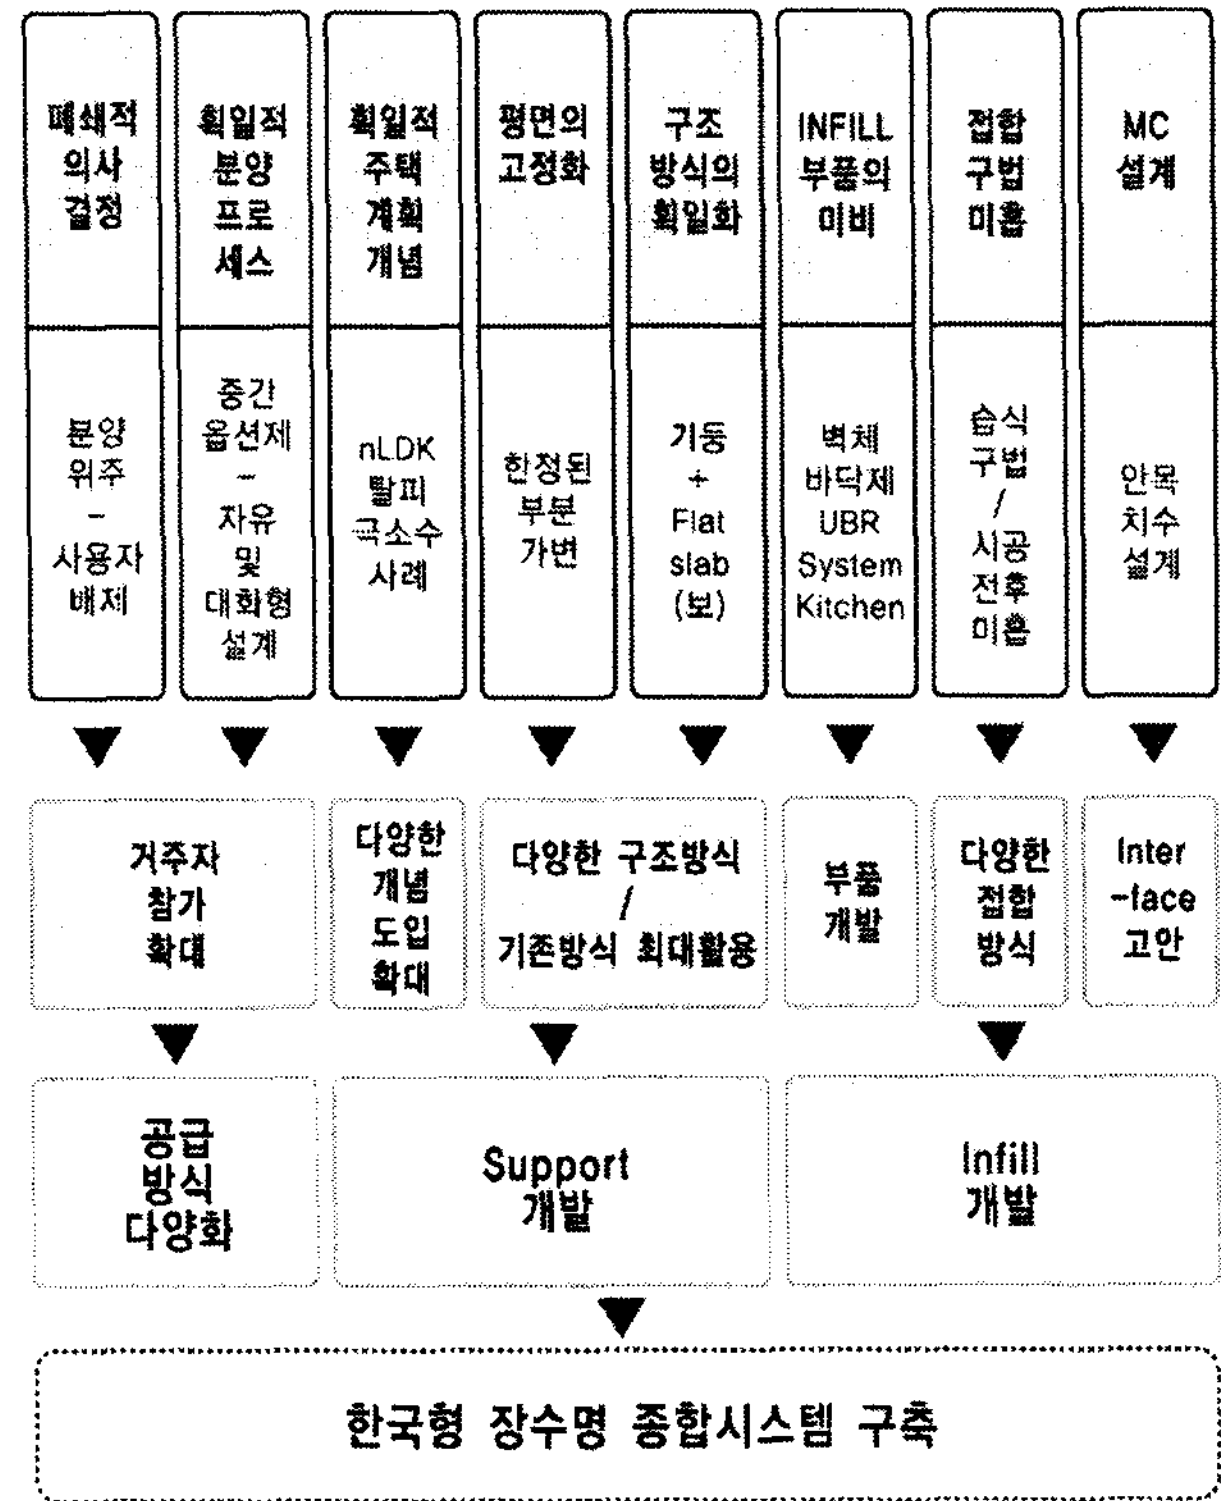 폐쇄적
의사
결정
획일적
분양
프로
세스
획일적
주택
계획
개념
평면의
고정화
구조
방식의
획일화
INFILL
부품의
미비
접합
구법
미흡
MC
설계
분양
위주
–
사용자
배제
중간
옵션제
–
자유
및
대화형
설계
nLDK
탈피
극소수
사례
한정된
부분
가변
기둥
+
Flat
slab
(보)
벽체
바닥제
UBR
System
Kitchen
습식
구법
/
시공
전후
미흡
안목
치수
설계
거주자
참가
확대
다양한
개념
도입
확대
다양한 구조방식
/
기존방식 최대활용
부품
개발
다양한
접합
방식
Inter
-face
고안
공급
방식
다양화
Support
개발
Infill
개발
한국형 장수명 종합시스템 구축